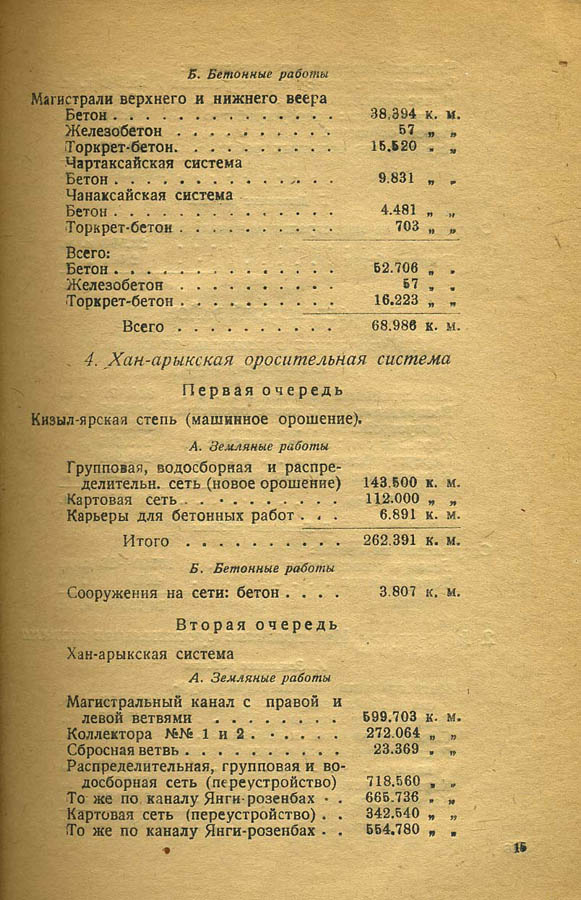 Б. Бетонные работы
Магистрали верхнего и нижнего веера
Бетон . . . . . . . . . . . . . . 38.394 к. м.
Железобетон . . . . . . . . . . 57 „ „
Торкрет-бетон. . . . . . . . . . 15.520 „ „
Чартаксайская система
Бетон . . . . . . . . . . . . . . 9.831 „ „
Чанаксайская система
Бетон . . . . . . . . . . . . . . 4.481 „ „
Торкрет-бетон . . . . . . . . . . 703 „ „
Всего:
Бетон . . . . . . . . . . . . . . 52.706 „ „
Железобетон . . . . . . . . . . 57 „ „
Торкрет-бетон . . . . . . . . . . 16.223 „ „
Всего . . . . . . . . . . 68.986 к. м.
4. Хан-арыкская оросительная система
Первая очередь
Кизыл-ярская степь (машинное орошение).
А. Земляные работы
Групповая, водосборная и распре-
делительн. сеть (новое орошение) 143.500 к. м.
Картовая сеть . . . . . . . . . . 112.000 „ „
Карьеры для бетонных работ . . . 6.891 к. м.
Итого . . . . . . . . . . 262.391 к. м.
Б. Бетонные работы
Сооружения на сети: бетон . . . . 3.807 к. м.
Вторая очередь
Хан-арыкская система
А. Земляные работы
Магистральный канал с правой и
левой ветвями . . . . . . . . 599.703 к. м.
Коллектора №№ 1 и 2 . . . . . . 272.064 „ „
Сбросная ветвь . . . . . . . . . . 23.369 „ „
Распределительная, групповая и во-
досборная сеть (переустройство) 718.560 „ „
То же по каналу Янги-розенбах . . 665.736 „ „
Картовая сеть (переустройство) . . 342.540 „ „
То же по каналу Янги-розенбах . . 554.780 „ „
15